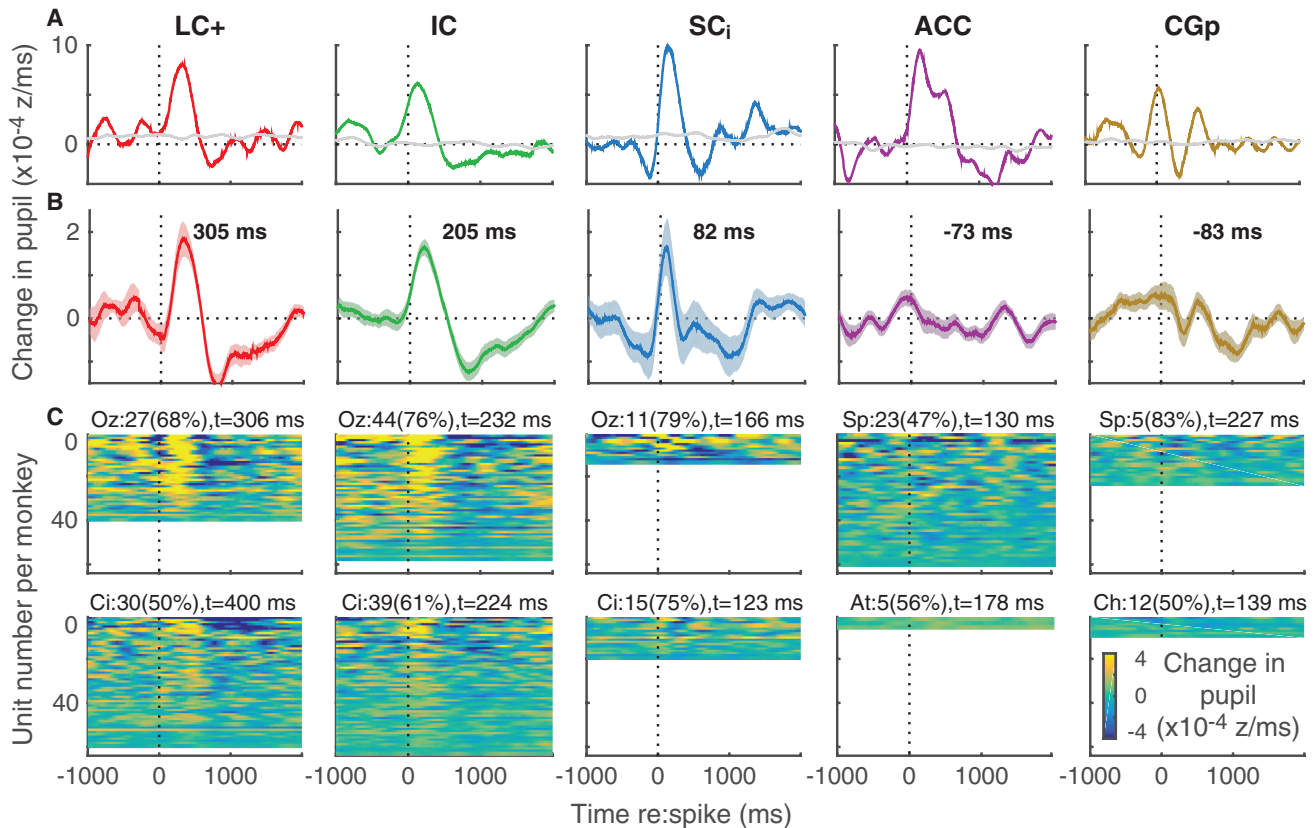 A
LC+ IC SCi ACC CGp
10
0
Change in pupil (x10-4 z/ms)
B
2
0
305 ms 205 ms 82 ms -73 ms -83 ms
C
Oz:27(68%),t=306 ms Oz:44(76%),t=232 ms Oz:11(79%),t=166 ms Sp:23(47%),t=130 ms Sp:5(83%),t=227 ms
0
40
Unit number per monkey
Ci:30(50%),t=400 ms Ci:39(61%),t=224 ms Ci:15(75%),t=123 ms At:5(56%),t=178 ms Ch:12(50%),t=139 ms
0
40
4
0
-4
Change in
pupil
(x10-4 z/ms)
-1000 0 1000 -1000 0 1000 -1000 0 1000 -1000 0 1000 -1000 0 1000
Time re:spike (ms)